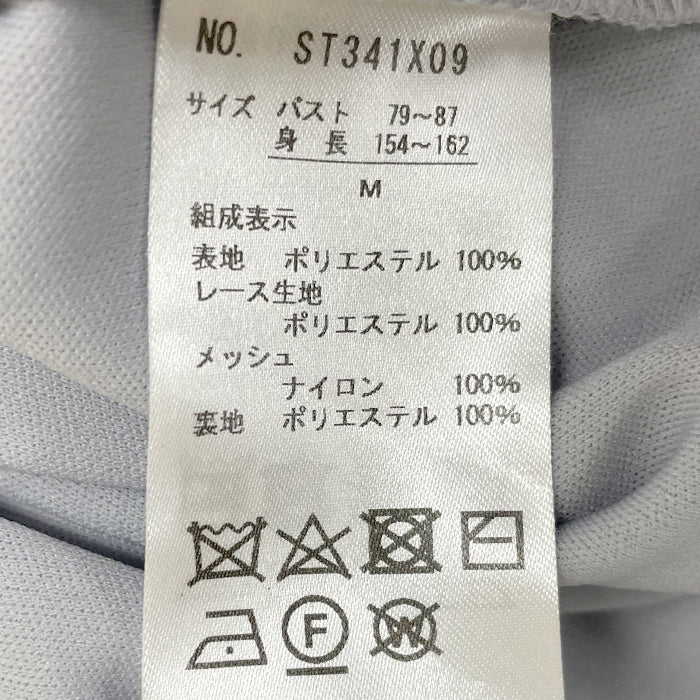 NO. ST341X09
サイズ バスト 79～87
身長 154～162
M
組成表示
表地 ポリエステル 100%
レース生地
ポリエステル 100%
メッシュ
ナイロン 100%
裏地 ポリエステル 100%
F
W